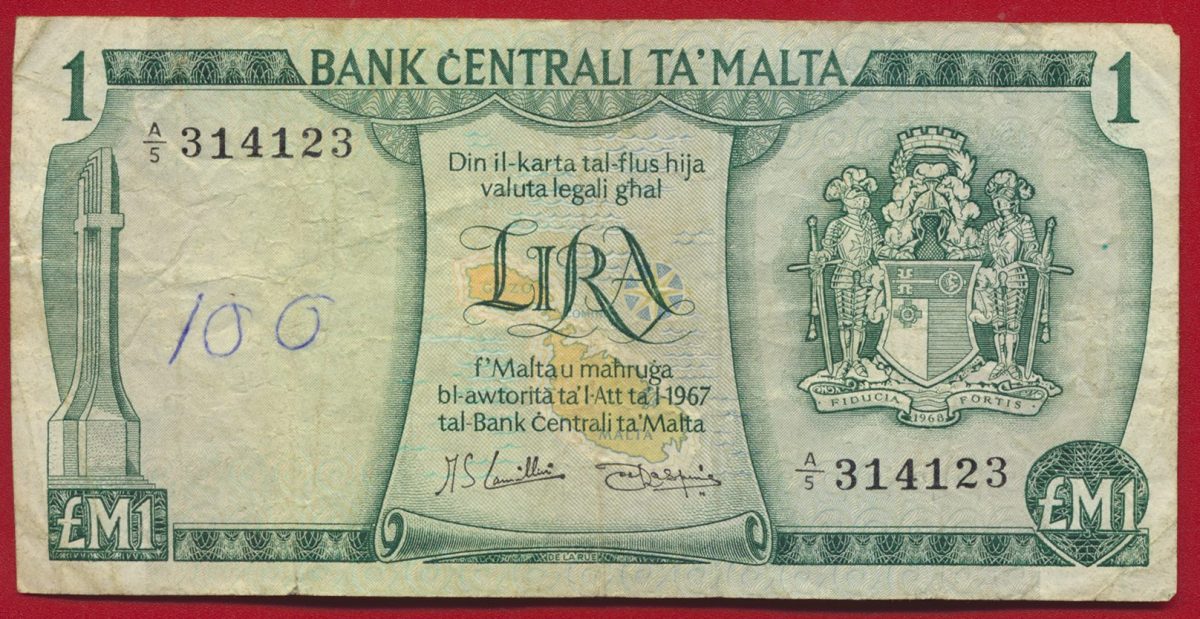 1 BANK ĊENTRALI TA' MALTA 1
A/5 314123
Din il-karta tal-flus hija
valuta legali għal
LIRA
GOZO
100
f'Malta u maħruġa
bl-awtorità ta' l-Att ta' l-1967
tal-Bank Ċentrali ta' Malta
MALTA
FIDUCIA FORTIS
1968
A/5 314123
£M1
£M1
DE LA RUE